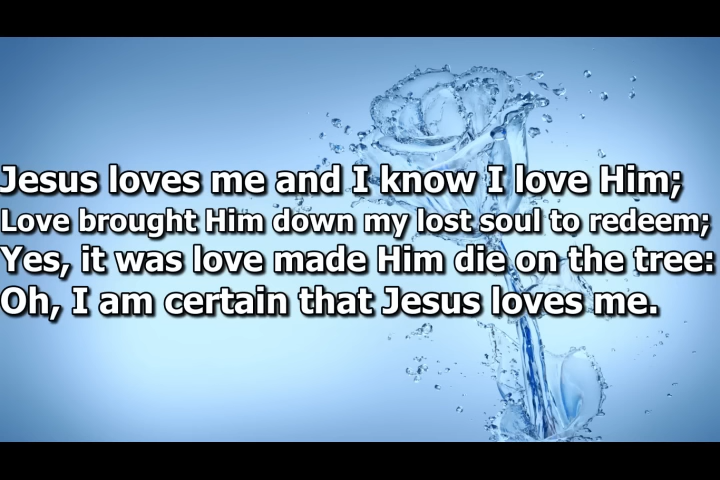 Jesus loves me and I know I love Him;
Love brought Him down my lost soul to redeem;
Yes, it was love made Him die on the tree:
Oh, I am certain that Jesus loves me.